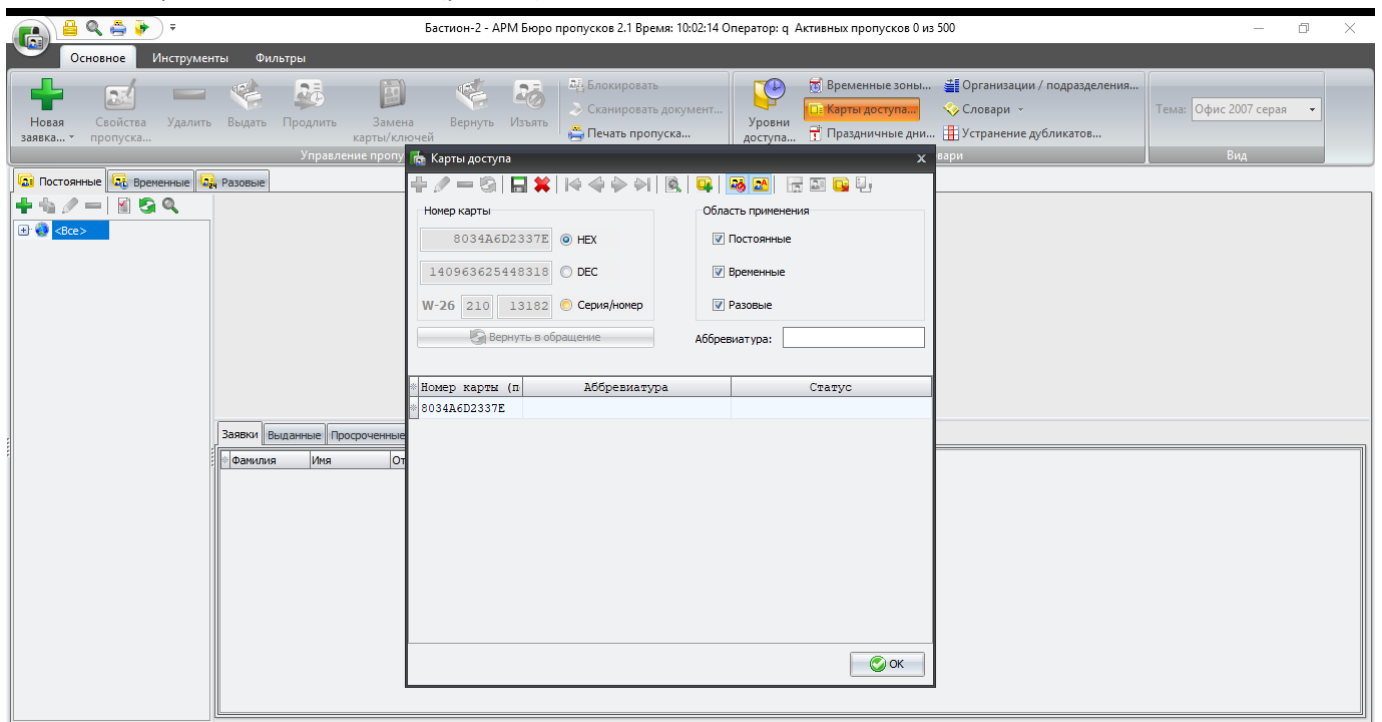 Бастион-2 - АРМ Бюро пропусков 2.1 Время: 10:02:14 Оператор: q Активных пропусков 0 из 500
Основное Инструменты Фильтры
Новая заявка...
Свойства пропуска...
Удалить
Выдать
Продлить
Замена карты/ключей
Вернуть
Изъять
Блокировать
Сканировать документ...
Печать пропуска...
Уровни доступа...
Временные зоны...
Карты доступа...
Праздничные дни...
Организации / подразделения...
Словари
Устранение дубликатов...
Тема: Офис 2007 серая
Управление пропу
вари
Вид
Постоянные Временные Разовые
<Все>
Карты доступа
Номер карты
8034A6D2337E HEX
140963625448318 DEC
W-26 210 13182 Серия/номер
Вернуть в обращение
Область применения
Постоянные
Временные
Разовые
Аббревиатура:
Номер карты (п Аббревиатура Статус
8034A6D2337E
OK
Заявки Выданные Просроченные
Фамилия Имя От